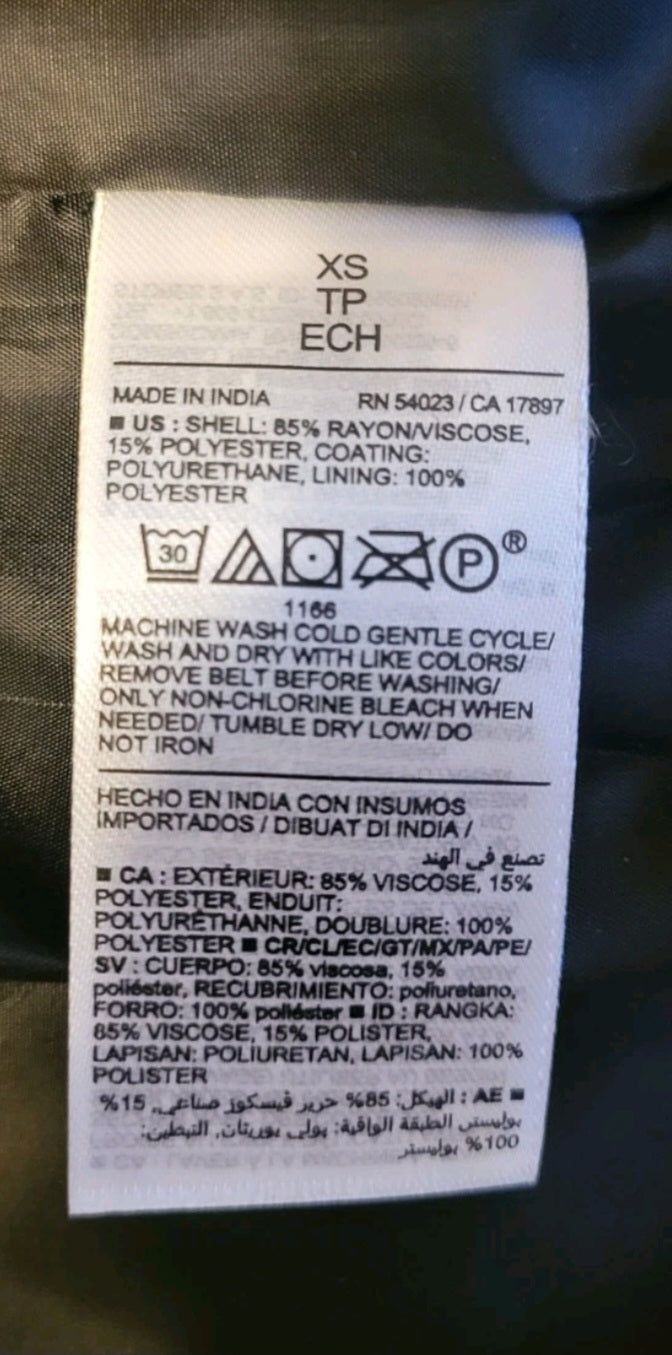 XS
TP
ECH
MADE IN INDIA RN 54023 / CA 17897
■ US : SHELL: 85% RAYON/VISCOSE,
15% POLYESTER, COATING:
POLYURETHANE, LINING: 100%
POLYESTER
30 P ®
1166
MACHINE WASH COLD GENTLE CYCLE/
WASH AND DRY WITH LIKE COLORS/
REMOVE BELT BEFORE WASHING/
ONLY NON-CHLORINE BLEACH WHEN
NEEDED/ TUMBLE DRY LOW/ DO
NOT IRON
HECHO EN INDIA CON INSUMOS
IMPORTADOS / DIBUAT DI INDIA /
تصنع في الهند
■ CA : EXTÉRIEUR: 85% VISCOSE, 15%
POLYESTER, ENDUIT:
POLYURÉTHANNE, DOUBLURE: 100%
POLYESTER ■ CR/CL/EC/GT/MX/PA/PE/
SV : CUERPO: 85% viscosa, 15%
poliéster, RECUBRIMIENTO: poliuretano,
FORRO: 100% poliéster ■ ID : RANGKA:
85% VISCOSE, 15% POLISTER,
LAPISAN: POLIURETAN, LAPISAN: 100%
POLISTER
■ AE : الهيكل: 85% حرير فيسكوز صناعي, 15%
بوليستر, الطبقة الواقية: بولي يوريثان, التبطين:
100% بوليستر